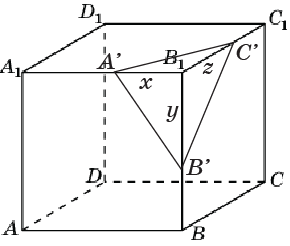 D₁ C₁
A₁ A' B₁ C'
x z
y
B'
D C
A B